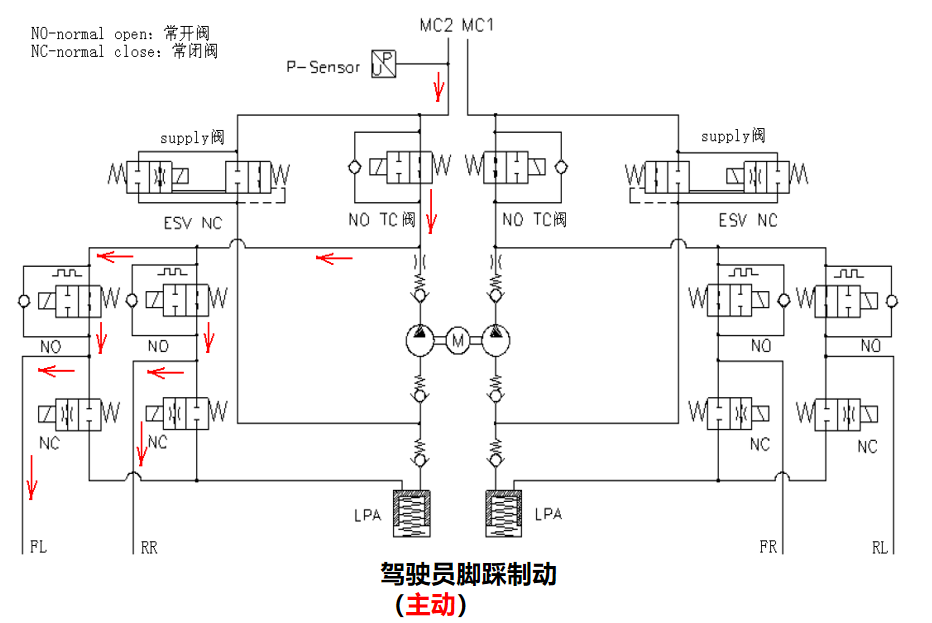 MC2 MC1
NO-normal open: 常开阀
NC-normal close: 常闭阀
P-Sensor
P
U
supply阀
supply阀
NO TC阀
NO TC阀
ESV NC
ESV NC
M
NO
NO
NO
NO
NC
NC
NC
NC
LPA
LPA
FL
RR
FR
RL
驾驶员脚踩制动
（主动）